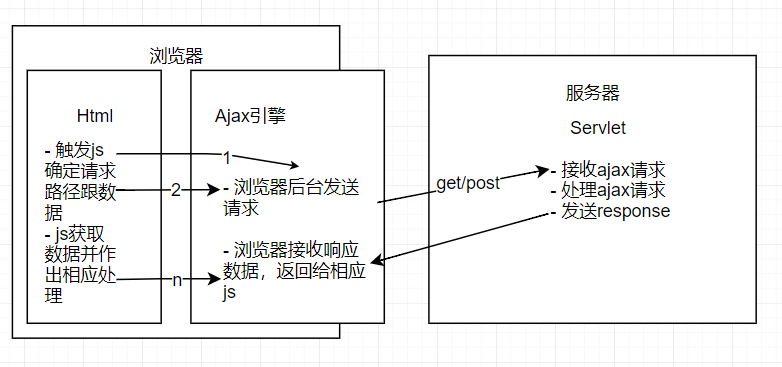 浏览器
Html
- 触发js
确定请求
路径跟数
据
- js获取
数据并作
出相应处
理
1
2
n
Ajax引擎
- 浏览器后台发送
请求
- 浏览器接收响应
数据，返回给相应
js
get/post
服务器
Servlet
- 接收ajax请求
- 处理ajax请求
- 发送response